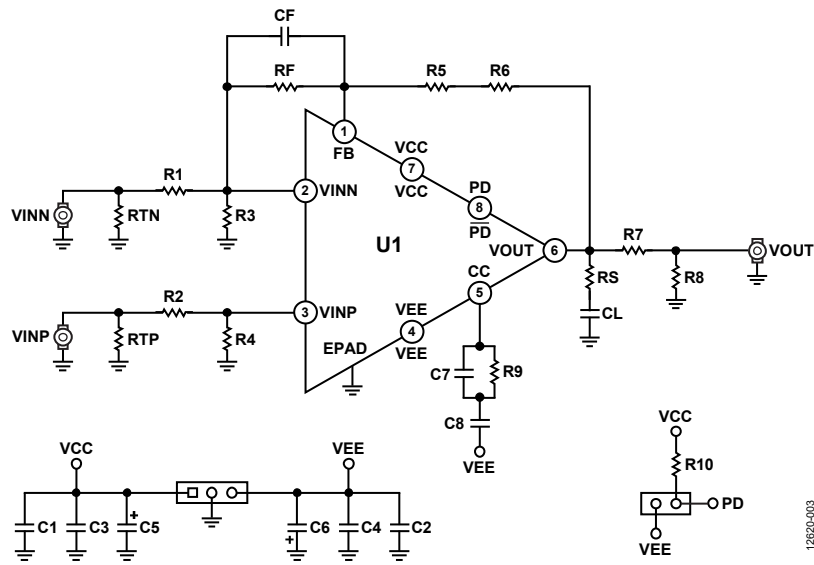 CF
RF
R5
R6
1
FB
VCC
7
VCC
PD
8
PD
R1
2
VINN
VINN
RTN
R3
U1
VOUT
6
R7
VOUT
RS
R8
CL
CC
5
R2
3
VINP
VINP
RTP
R4
VEE
4
VEE
EPAD
C7
R9
C8
VEE
VCC
VEE
C1
C3
+
C5
C6
+
C4
C2
VCC
R10
PD
VEE
12620-003